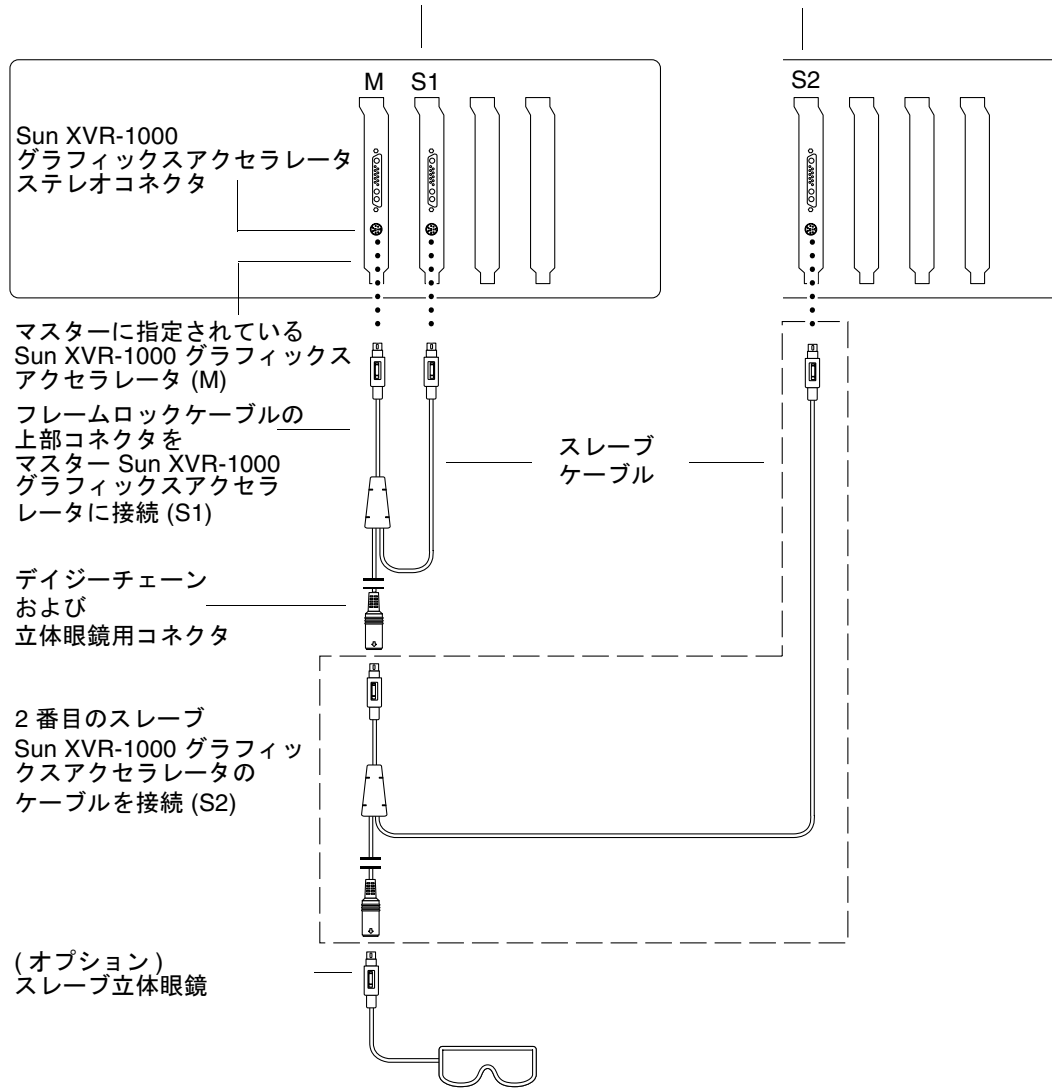 M S1
S2
Sun XVR-1000
グラフィックスアクセラレータ
ステレオコネクタ
マスターに指定されている
Sun XVR-1000 グラフィックス
アクセラレータ (M)
フレームロックケーブルの
上部コネクタを
マスター Sun XVR-1000
グラフィックスアクセラ
レータに接続 (S1)
スレーブ
ケーブル
デイジーチェーン
および
立体眼鏡用コネクタ
2 番目のスレーブ
Sun XVR-1000 グラフィッ
クスアクセラレータの
ケーブルを接続 (S2)
(オプション)
スレーブ立体眼鏡